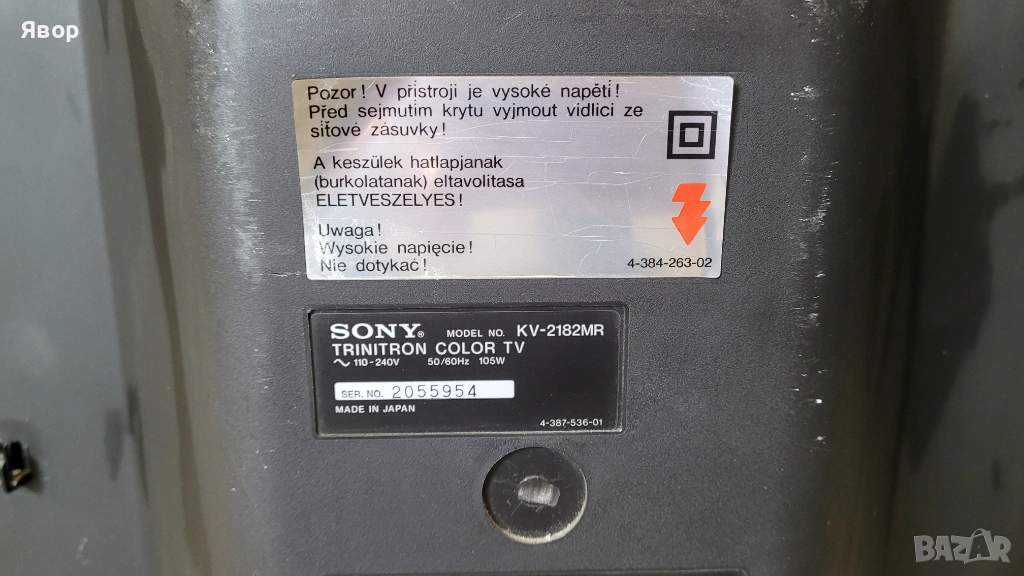 Явор
Pozor! V přistroji je vysoké napěti!
Před sejmutim krytu vyjmout vidlici ze
siťové zásuvky!
A keszülek hatlapjanak
(burkolatanak) eltavolitasa
ELETVESZELYES!
Uwaga!
Wysokie napięcie!
Nie dotykać!
4-384-263-02
SONY® MODEL NO. KV-2182MR
TRINITRON COLOR TV
~ 110-240V 50/60Hz 105W
SER. NO. 2055954
MADE IN JAPAN
4-387-536-01
BAZAR